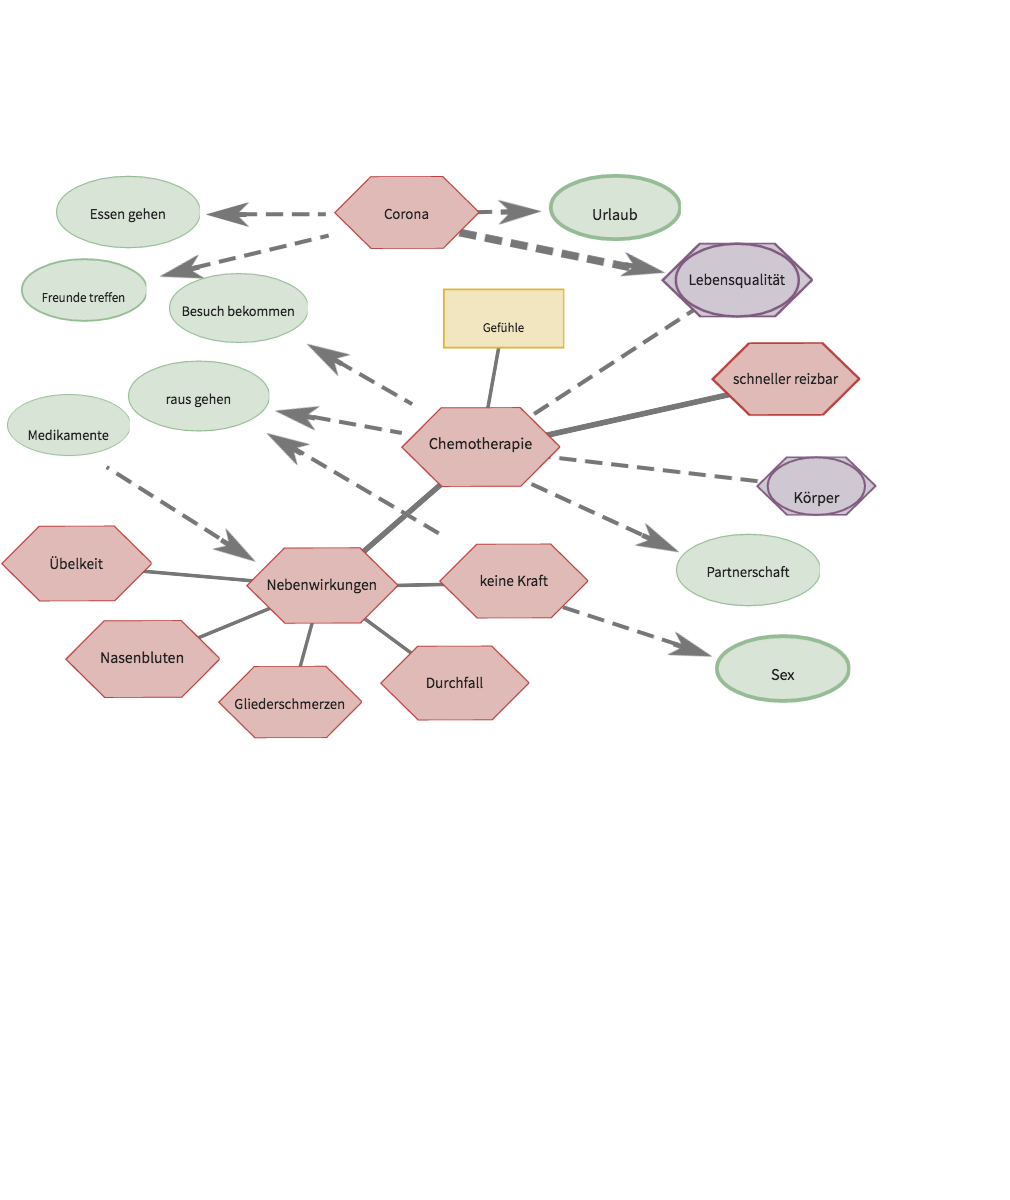 Essen gehen
Corona
Urlaub
Freunde treffen
Besuch bekommen
Lebensqualität
Gefühle
schneller reizbar
raus gehen
Medikamente
Chemotherapie
Körper
Übelkeit
Nebenwirkungen
keine Kraft
Partnerschaft
Nasenbluten
Gliederschmerzen
Durchfall
Sex